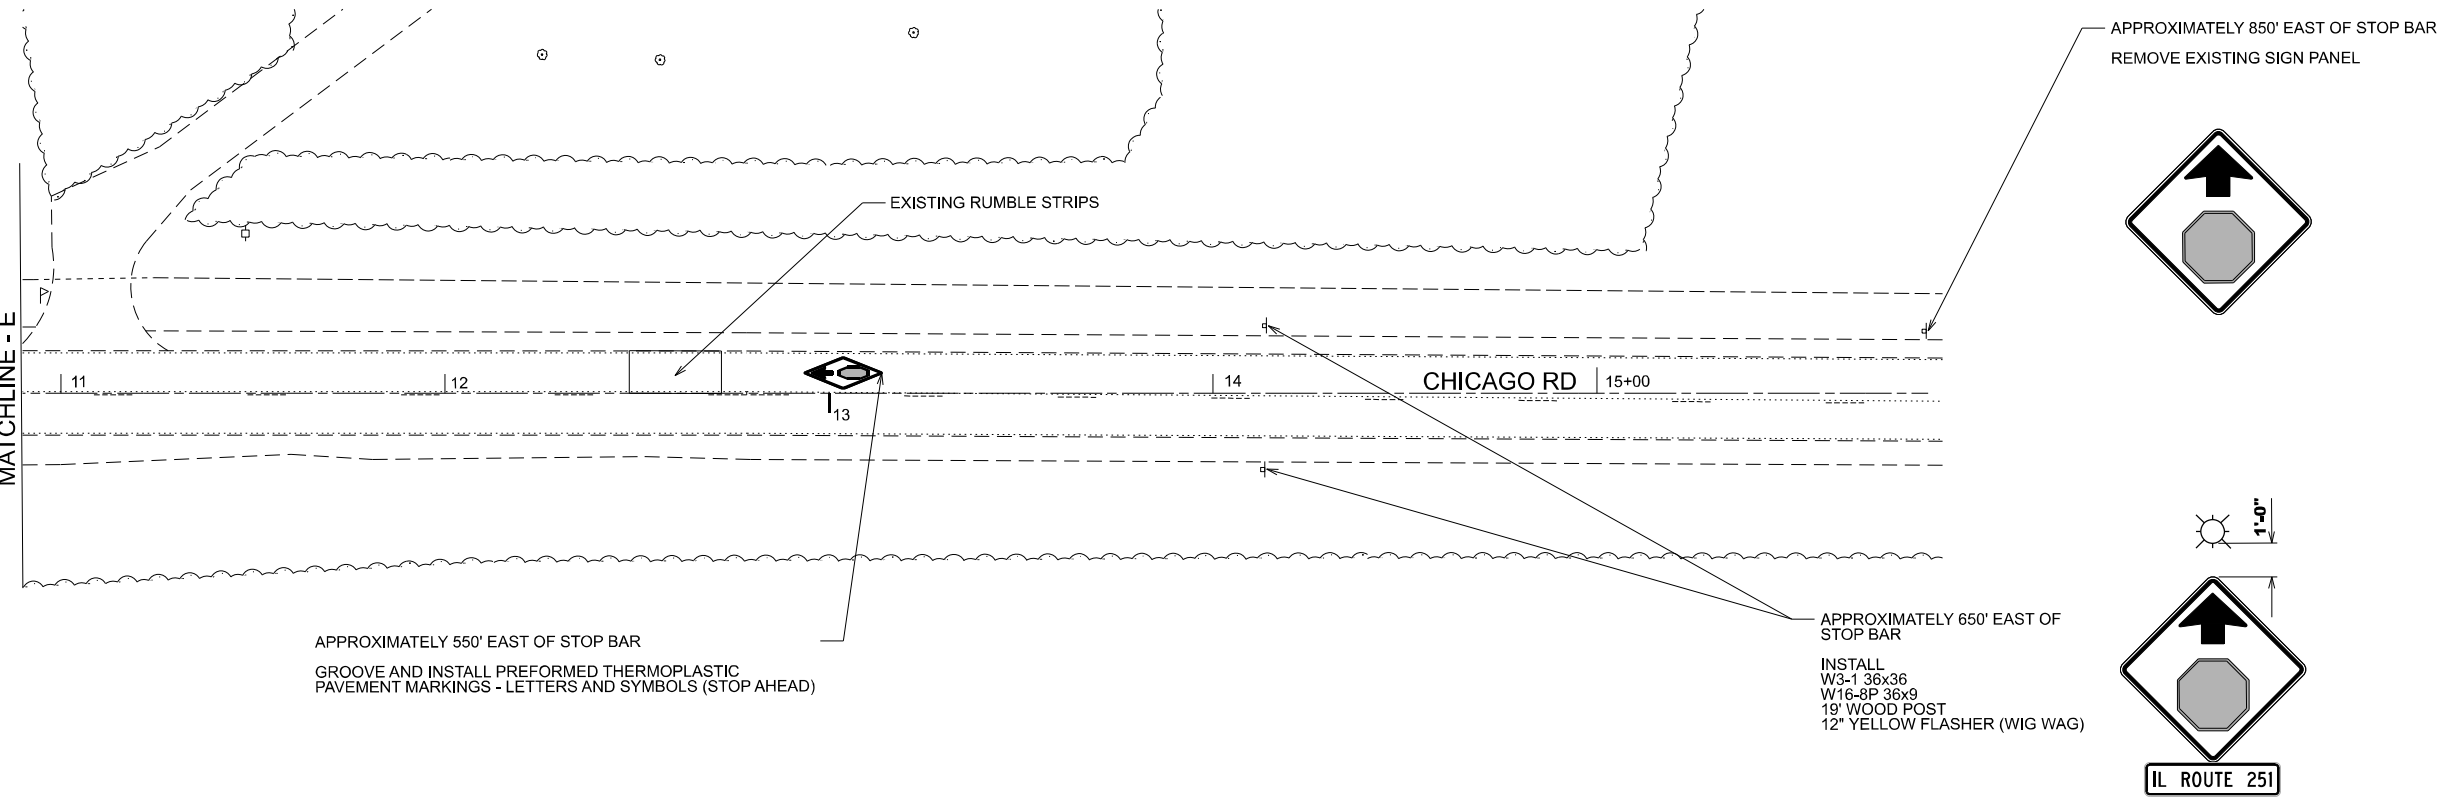 APPROXIMATELY 850' EAST OF STOP BAR
REMOVE EXISTING SIGN PANEL
EXISTING RUMBLE STRIPS
MATCHLINE - E
11
12
13
14
CHICAGO RD
15+00
1'-0"
APPROXIMATELY 550' EAST OF STOP BAR
GROOVE AND INSTALL PREFORMED THERMOPLASTIC
PAVEMENT MARKINGS - LETTERS AND SYMBOLS (STOP AHEAD)
APPROXIMATELY 650' EAST OF
STOP BAR
INSTALL
W3-1 36x36
W16-8P 36x9
19' WOOD POST
12" YELLOW FLASHER (WIG WAG)
IL ROUTE 251